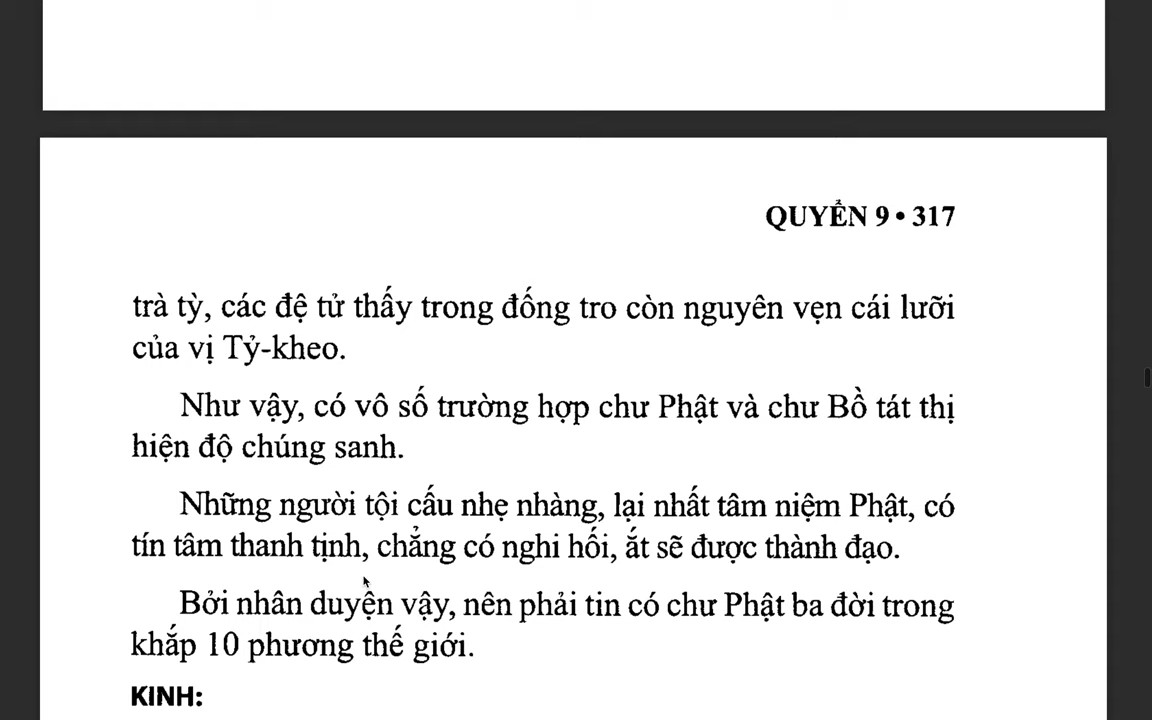 QUYỂN 9 • 317
trà tỳ, các đệ tử thấy trong đống tro còn nguyên vẹn cái lưỡi
của vị Tỷ-kheo.
Như vậy, có vô số trường hợp chư Phật và chư Bồ tát thị
hiện độ chúng sanh.
Những người tội cấu nhẹ nhàng, lại nhất tâm niệm Phật, có
tín tâm thanh tịnh, chẳng có nghi hối, ắt sẽ được thành đạo.
Bởi nhân duyên vậy, nên phải tin có chư Phật ba đời trong
khắp 10 phương thế giới.
KINH: